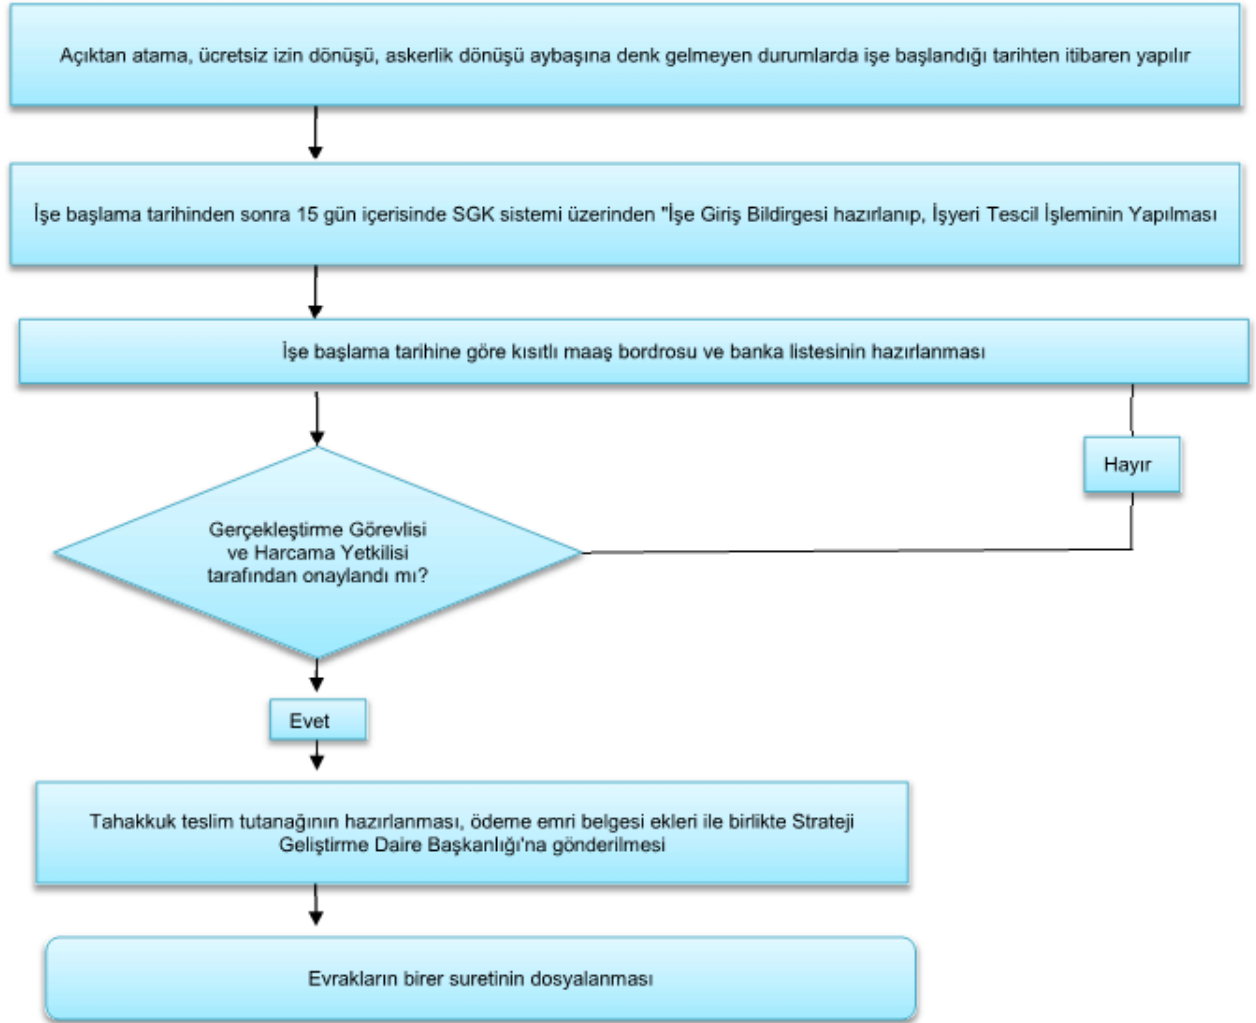 Açıktan atama, ücretsiz izin dönüşü, askerlik dönüşü aybaşına denk gelmeyen durumlarda işe başlandığı tarihten itibaren yapılır
İşe başlama tarihinden sonra 15 gün içerisinde SGK sistemi üzerinden "İşe Giriş Bildirgesi hazırlanıp, İşyeri Tescil İşleminin Yapılması
İşe başlama tarihine göre kısıtlı maaş bordrosu ve banka listesinin hazırlanması
Hayır
Gerçekleştirme Görevlisi
ve Harcama Yetkilisi
tarafından onaylandı mı?
Evet
Tahakkuk teslim tutanağının hazırlanması, ödeme emri belgesi ekleri ile birlikte Strateji
Geliştirme Daire Başkanlığı'na gönderilmesi
Evrakların birer suretinin dosyalanması